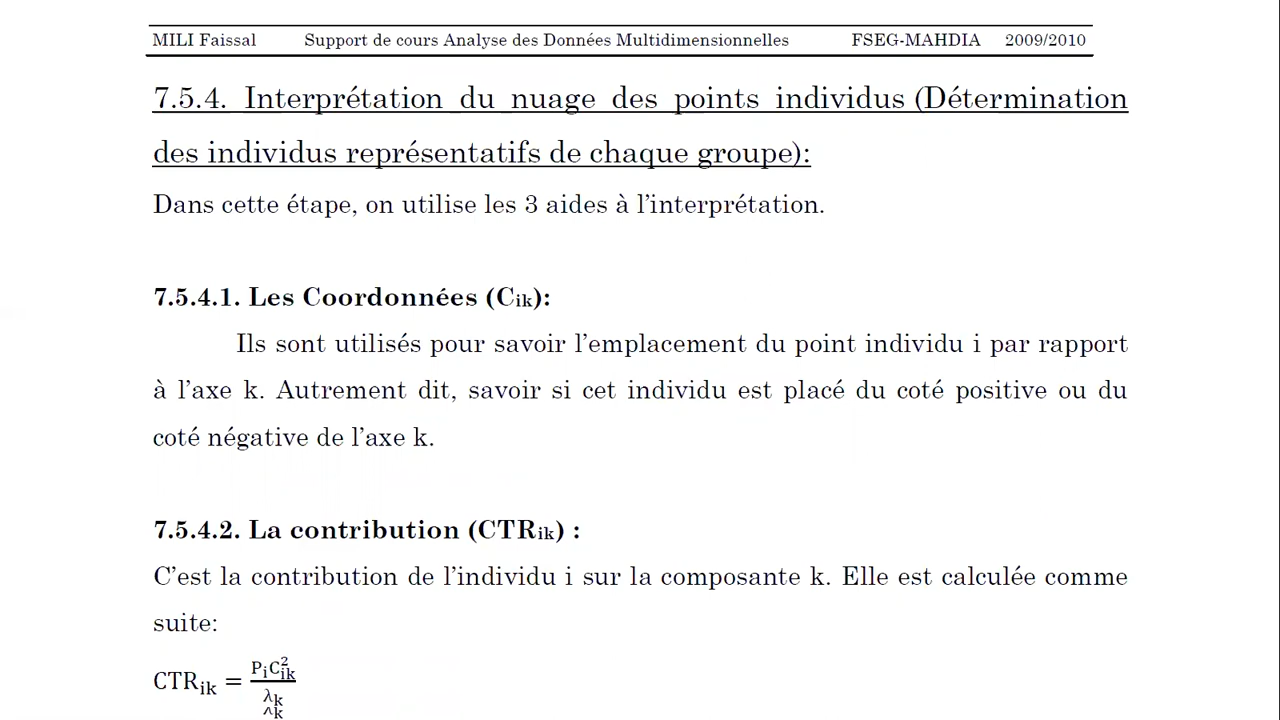 MILI Faissal Support de cours Analyse des Données Multidimensionnelles FSEG-MAHDIA 2009/2010
7.5.4. Interprétation du nuage des points individus (Détermination
des individus représentatifs de chaque groupe):
Dans cette étape, on utilise les 3 aides à l'interprétation.
7.5.4.1. Les Coordonnées (Cik):
Ils sont utilisés pour savoir l'emplacement du point individu i par rapport
à l'axe k. Autrement dit, savoir si cet individu est placé du coté positive ou du
coté négative de l'axe k.
7.5.4.2. La contribution (CTRik) :
C'est la contribution de l'individu i sur la composante k. Elle est calculée comme
suite:
CTRik = PiCik² / λk